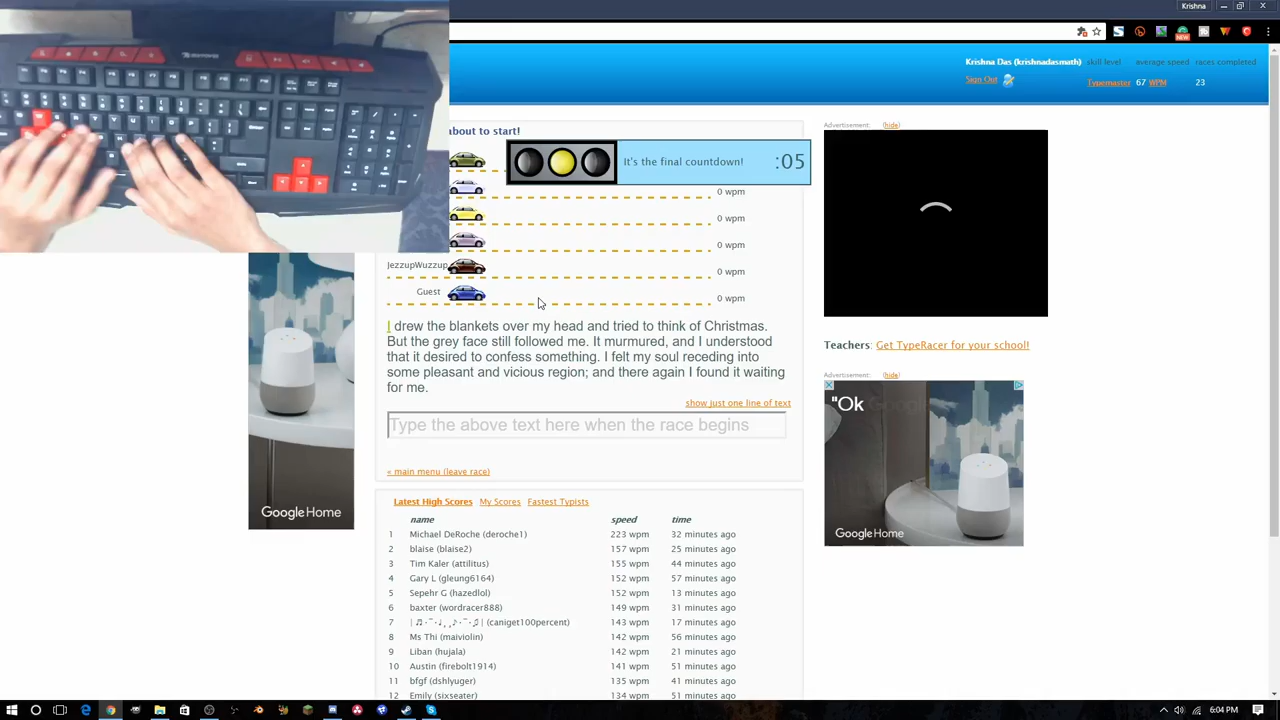 Krishna
Krishna Das (krishnadasmath) skill level average speed races completed
Sign Out Typemaster 67 WPM 23
about to start!
It's the final countdown! :05
0 wpm
0 wpm
0 wpm
JezzupWuzzup 0 wpm
Guest 0 wpm
I drew the blankets over my head and tried to think of Christmas.
But the grey face still followed me. It murmured, and I understood
that it desired to confess something. I felt my soul receding into
some pleasant and vicious region; and there again I found it waiting
for me.
show just one line of text
Type the above text here when the race begins
« main menu (leave race)
Latest High Scores My Scores Fastest Typists
name speed time
1 Michael DeRoche (deroche1) 223 wpm 32 minutes ago
2 blaise (blaise2) 157 wpm 25 minutes ago
3 Tim Kaler (attilitus) 155 wpm 44 minutes ago
4 Gary L (gleung6164) 152 wpm 57 minutes ago
5 Sepehr G (hazedlol) 152 wpm 13 minutes ago
6 baxter (wordracer888) 149 wpm 31 minutes ago
7 (caniget100percent) 143 wpm 17 minutes ago
8 Ms Thi (maiviolin) 142 wpm 56 minutes ago
9 Liban (hujala) 142 wpm 21 minutes ago
10 Austin (firebolt1914) 141 wpm 51 minutes ago
11 bfgf (dshlyuger) 135 wpm 41 minutes ago
12 Emily (sixseater) 134 wpm 51 minutes ago
Advertisement: (hide)
Teachers: Get TypeRacer for your school!
Advertisement: (hide)
"Ok Google
Google Home
Google Home
NEW
6:04 PM